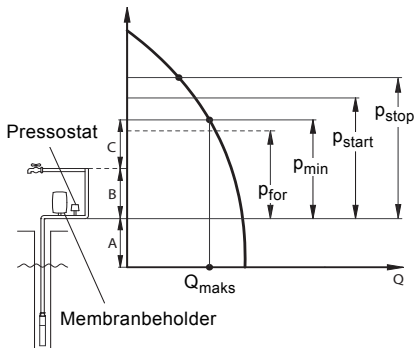 Pressostat
Membranbeholder
C
B
A
p_for
p_min
p_start
p_stop
Q_maks
Q